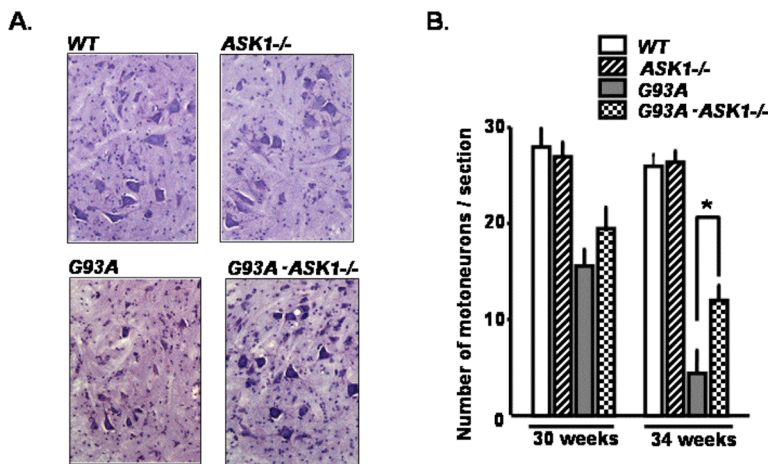 A.
WT
ASK1-/-
G93A
G93A -ASK1-/-
B.
WT
ASK1-/-
G93A
G93A -ASK1-/-
Number of motoneurons / section
30
20
10
0
*
30 weeks
34 weeks